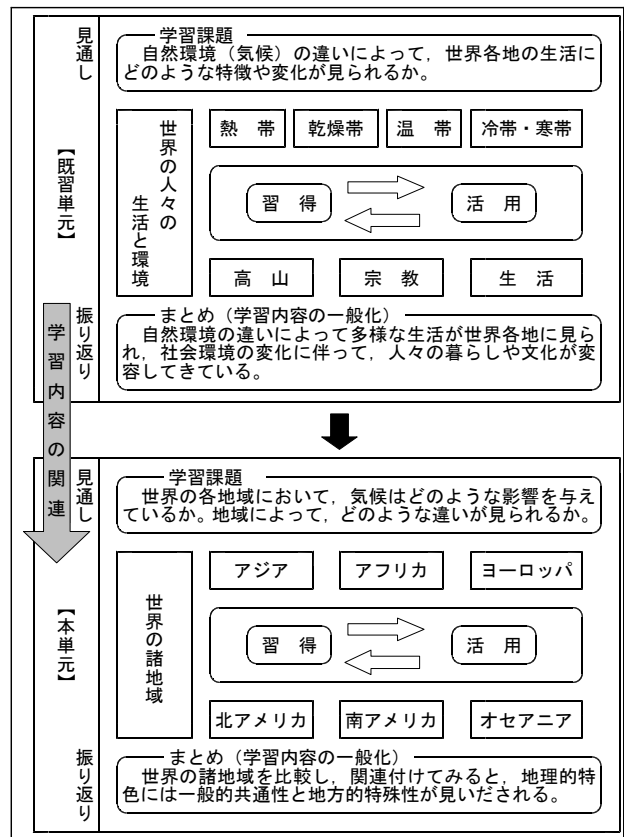 見通し
学習課題
自然環境（気候）の違いによって，世界各地の生活に
どのような特徴や変化が見られるか。
【既習単元】
世界の人々の
生活と環境
熱　帯
乾燥帯
温　帯
冷帯・寒帯
習　得
活　用
高　山
宗　教
生　活
振り返り
まとめ（学習内容の一般化）
自然環境の違いによって多様な生活が世界各地に見ら
れ，社会環境の変化に伴って，人々の暮らしや文化が変
容してきている。
学習内容の関連
見通し
学習課題
世界の各地域において，気候はどのような影響を与え
ているか。地域によって，どのような違いが見られるか。
【本単元】
世界の諸地域
アジア
アフリカ
ヨーロッパ
習　得
活　用
北アメリカ
南アメリカ
オセアニア
振り返り
まとめ（学習内容の一般化）
世界の諸地域を比較し，関連付けてみると，地理的特
色には一般的共通性と地方的特殊性が見いだされる。